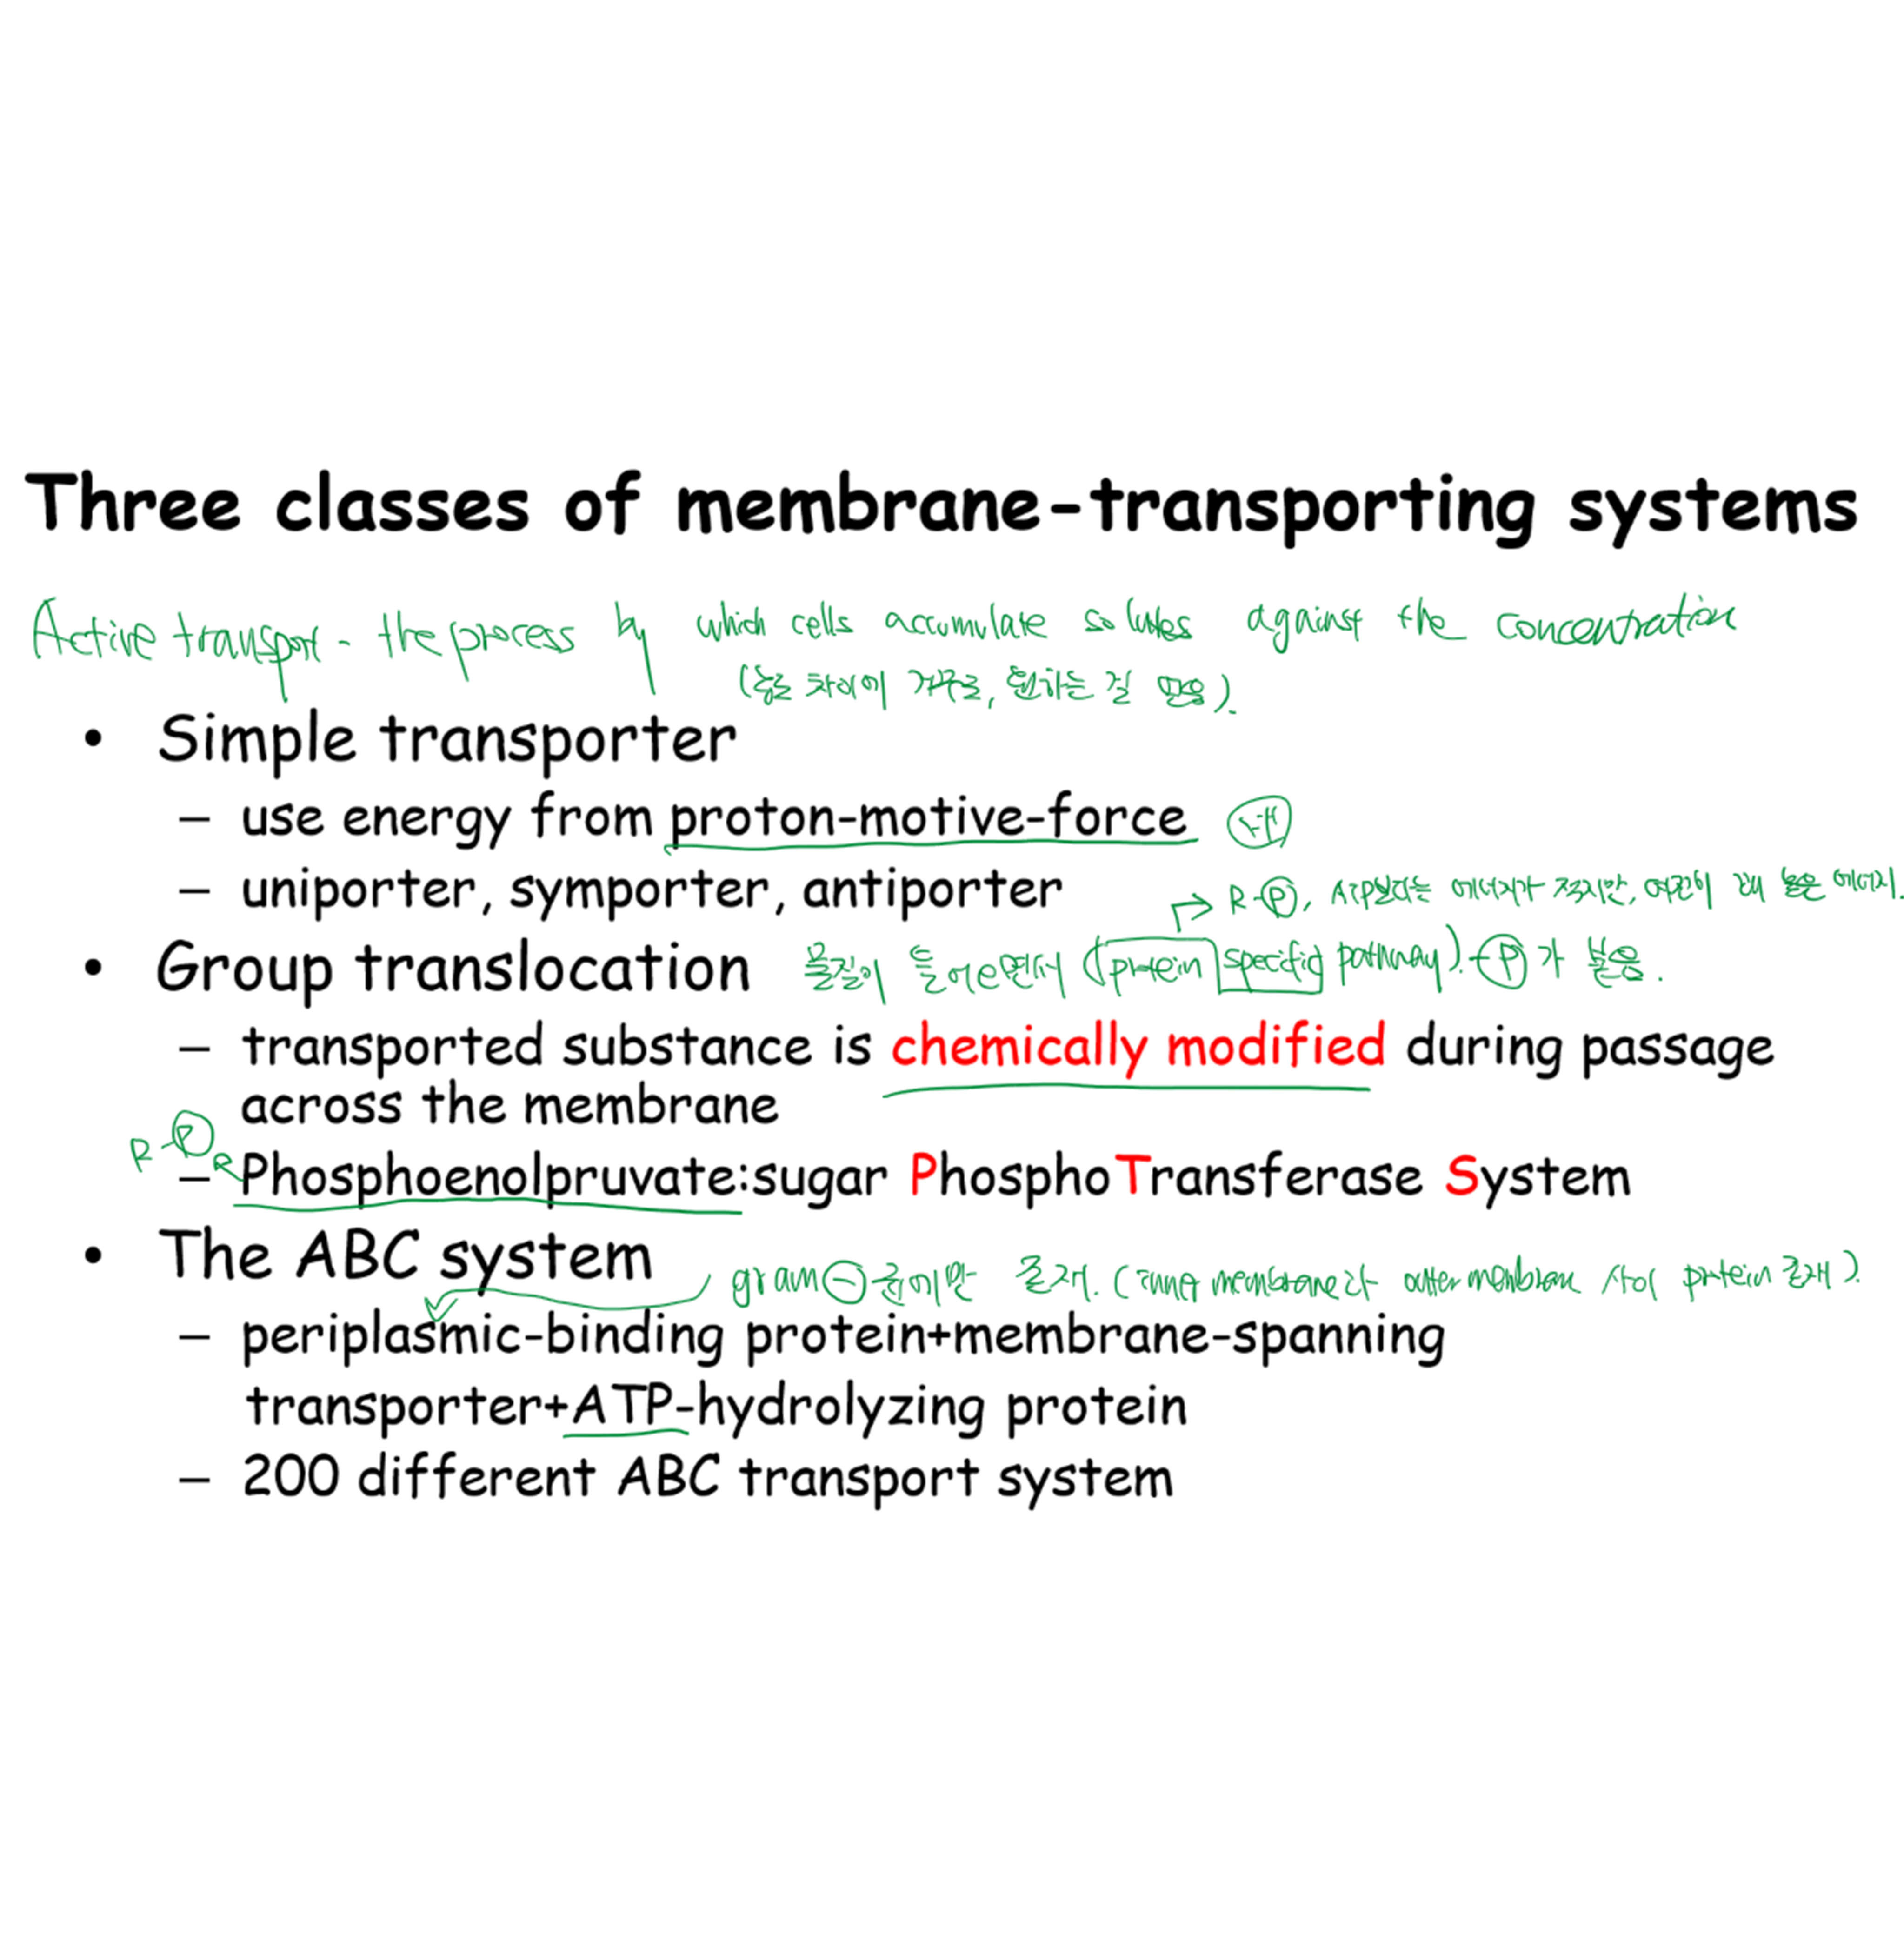 Three classes of membrane-transporting systems
Active transport - the process by which cells accumulate solutes against the concentration
(농도 차이에 거꾸로, 원하는 걸 모음).
• Simple transporter
– use energy from proton-motive-force
– uniporter, symporter, antiporter
→ R-Ⓟ, ATP보다는 에너지가 적지만, 여전히 꽤 높은 에너지.
• Group translocation 물질이 들어오면서 (protein specific pathway). -Ⓟ가 붙음.
– transported substance is chemically modified during passage
across the membrane
R-Ⓟ
– Phosphoenolpruvate:sugar PhosphoTransferase System
• The ABC system
gram⊖균에만 존재. (inner membrane과 outer membrane 사이 protein 존재).
– periplasmic-binding protein+membrane-spanning
transporter+ATP-hydrolyzing protein
– 200 different ABC transport system